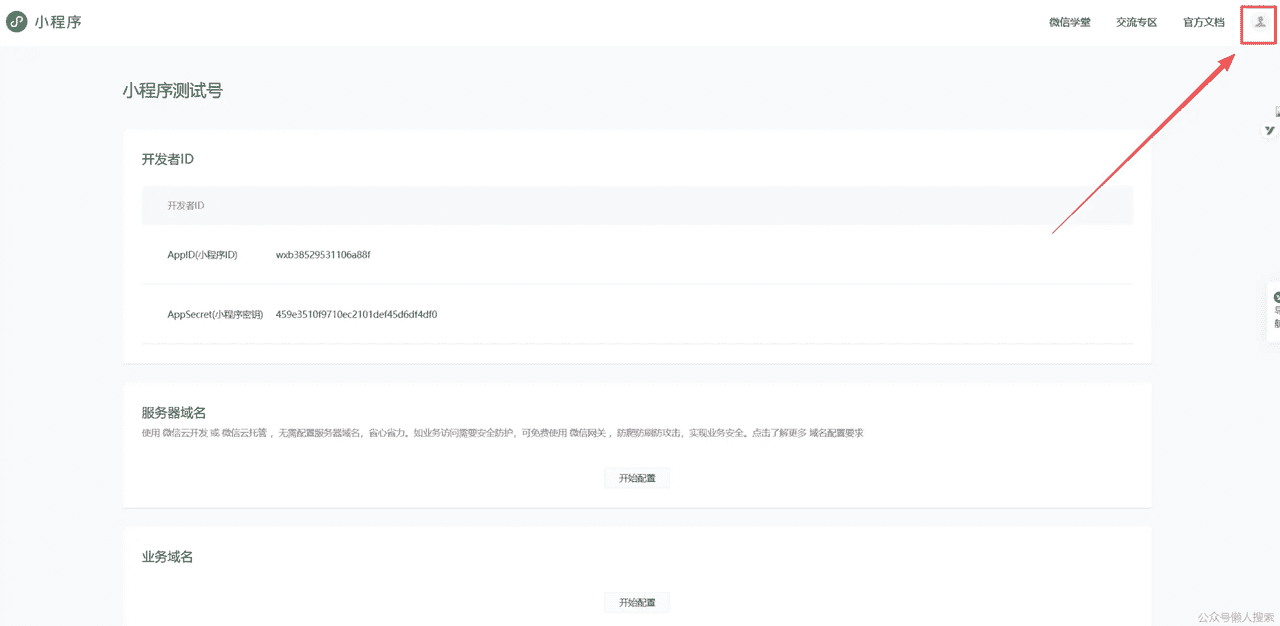 小程序
微信学堂 交流专区 官方文档
小程序测试号
开发者ID
开发者ID
AppID(小程序ID) wxb38529531106a88f
AppSecret(小程序密钥) 459e3510f9710ec2101def45d6df4df0
服务器域名
使用 微信云开发 或 微信云托管 ，无需配置服务器域名，省心省力。如业务访问需要安全防护，可免费使用 微信网关 ，防爬防刷防攻击，实现业务安全。点击了解更多 域名配置要求
开始配置
业务域名
开始配置
公众号懒人搜索